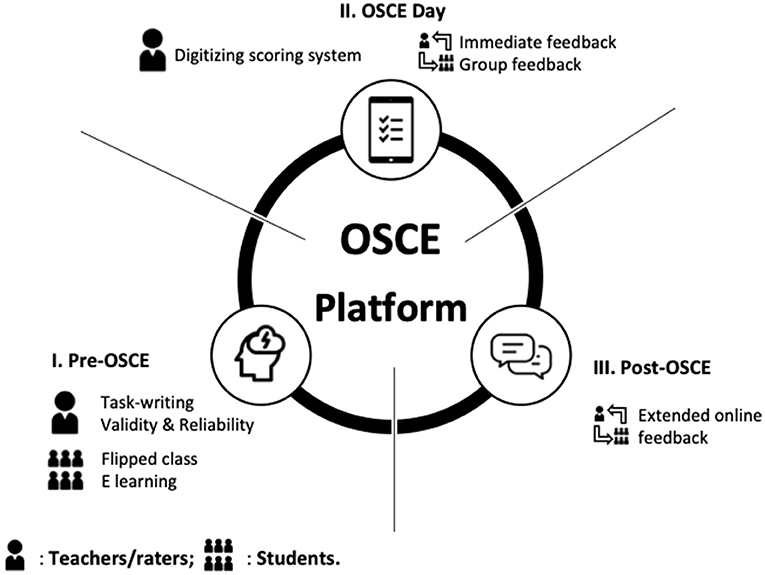 II. OSCE Day
Digitizing scoring system
Immediate feedback
Group feedback
OSCE
Platform
I. Pre-OSCE
Task-writing
Validity & Reliability
Flipped class
E learning
III. Post-OSCE
Extended online
feedback
: Teachers/raters; : Students.